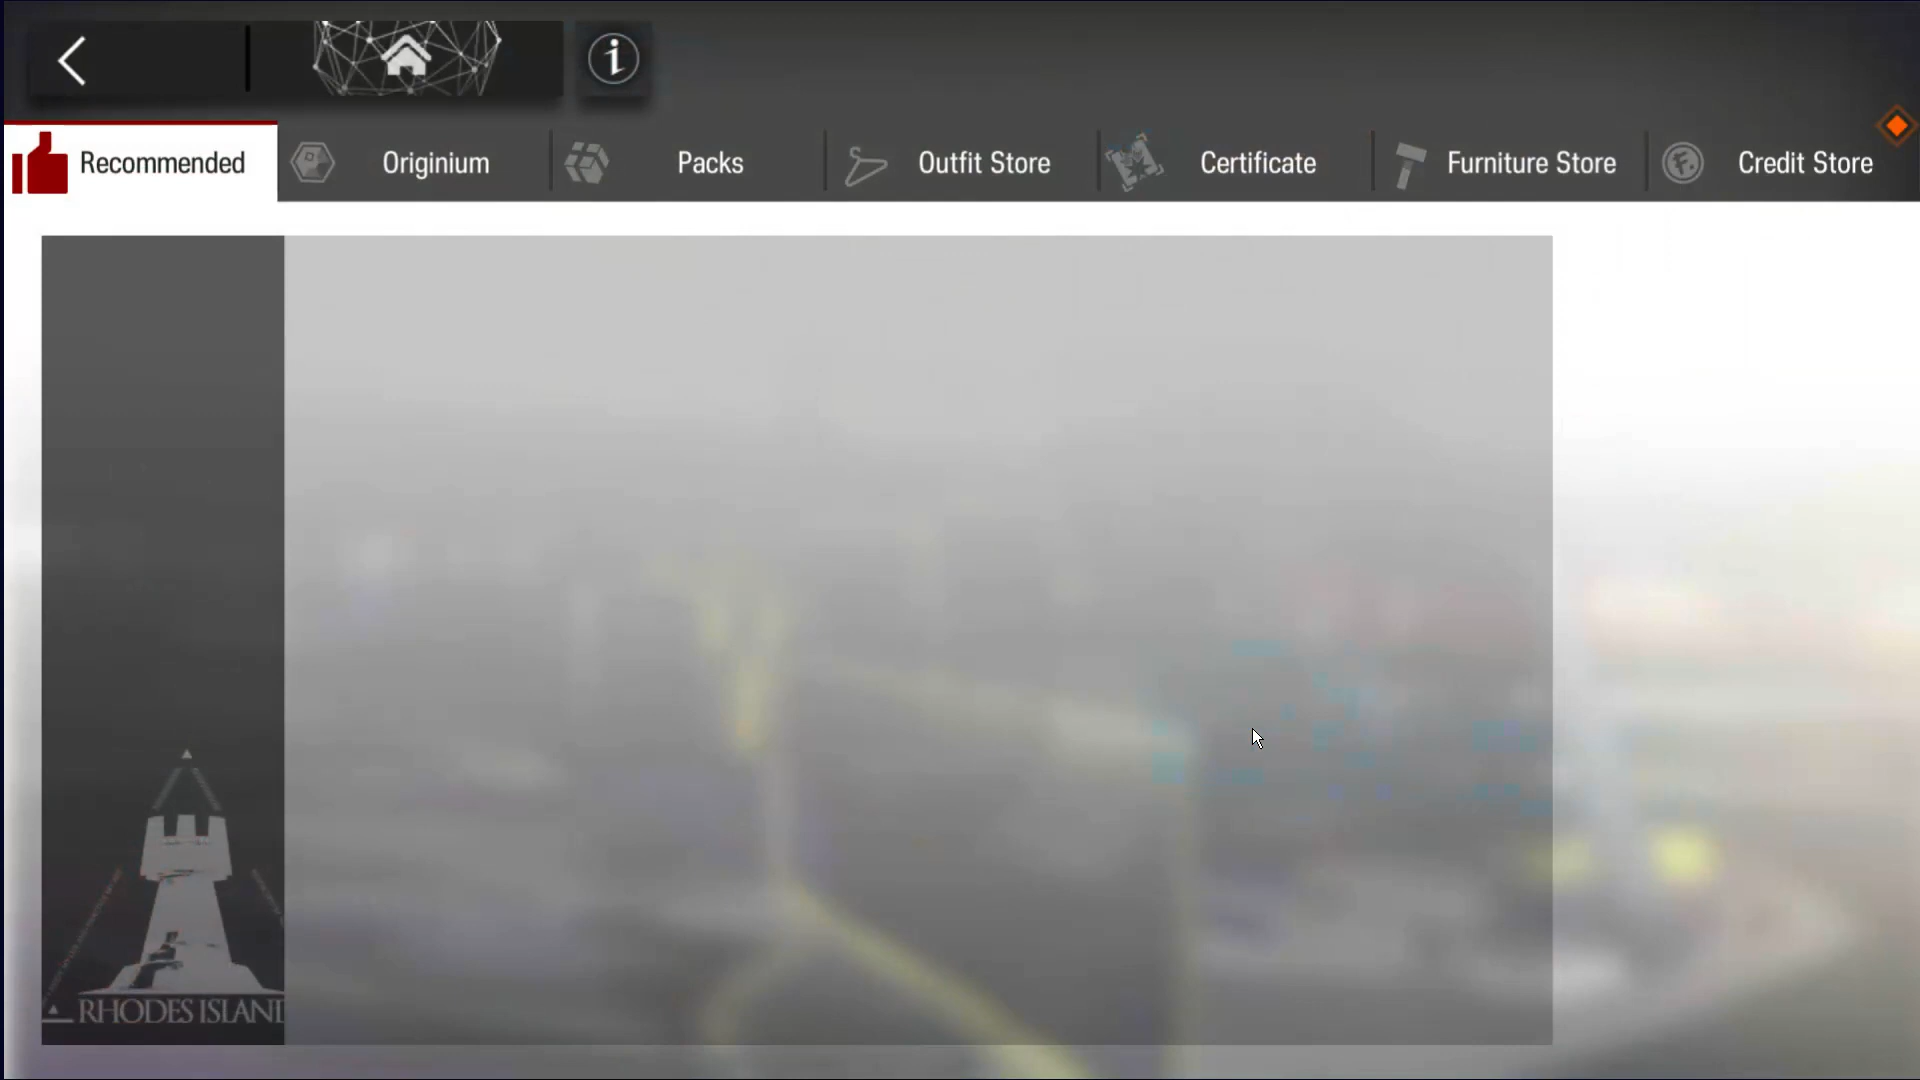 Recommended
Originium
Packs
Outfit Store
Certificate
Furniture Store
Credit Store
RHODES ISLAND